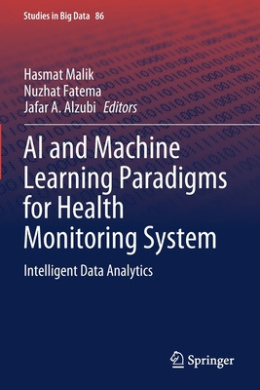 Studies in Big Data 86
Hasmat Malik
Nuzhat Fatema
Jafar A. Alzubi Editors
AI and Machine
Learning Paradigms
for Health
Monitoring System
Intelligent Data Analytics
Springer